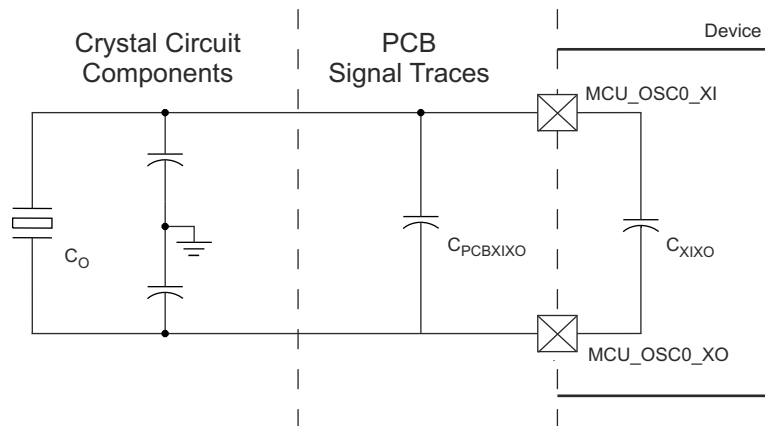 Crystal Circuit
Components
PCB
Signal Traces
Device
MCU_OSC0_XI
C_O
C_PCBXIXO
C_XIXO
MCU_OSC0_XO